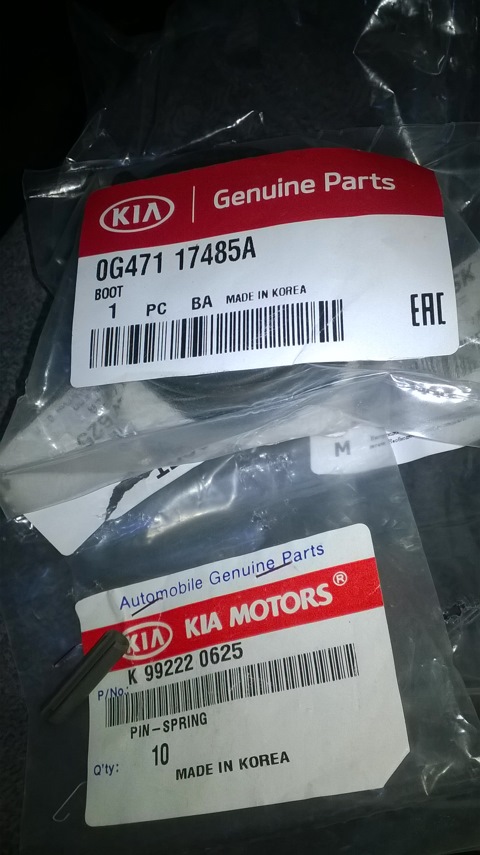 KIA Genuine Parts
0G471 17485A
BOOT
1 PC BA MADE IN KOREA
EAC
M
Automobile Genuine Parts
KIA KIA MOTORS®
K 99222 0625
P/No.
PIN-SPRING
Q'ty: 10
MADE IN KOREA